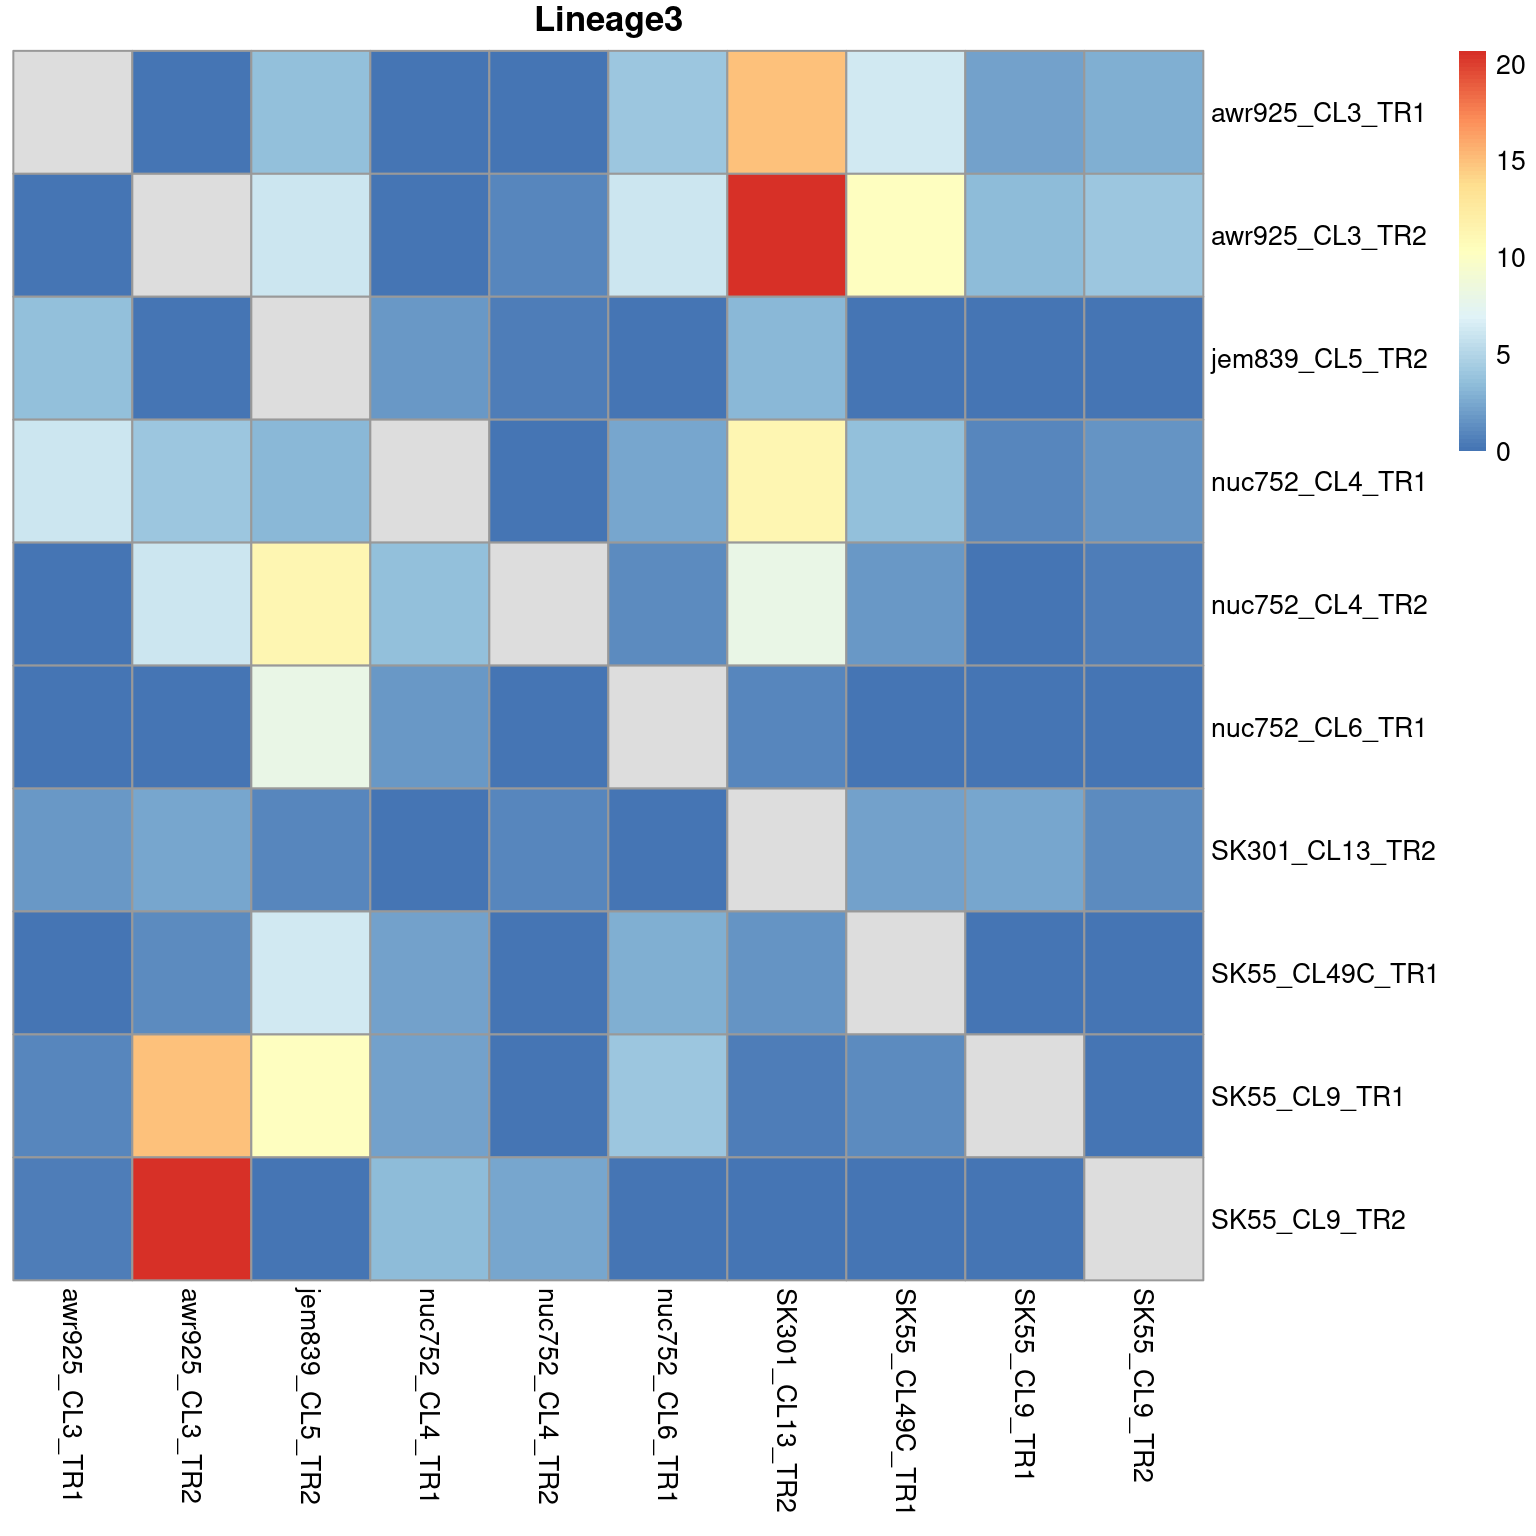 Lineage3
20
15
10
5
0
awr925_CL3_TR1
awr925_CL3_TR2
jem839_CL5_TR2
nuc752_CL4_TR1
nuc752_CL4_TR2
nuc752_CL6_TR1
SK301_CL13_TR2
SK55_CL49C_TR1
SK55_CL9_TR1
SK55_CL9_TR2
awr925_CL3_TR1
awr925_CL3_TR2
jem839_CL5_TR2
nuc752_CL4_TR1
nuc752_CL4_TR2
nuc752_CL6_TR1
SK301_CL13_TR2
SK55_CL49C_TR1
SK55_CL9_TR1
SK55_CL9_TR2